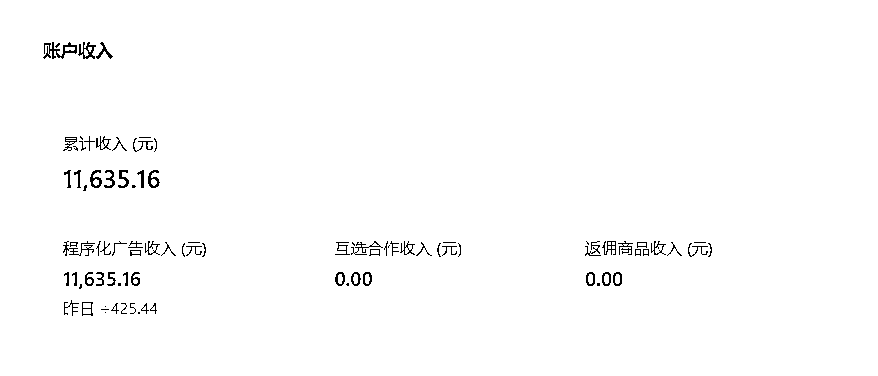 账户收入
累计收入 (元)
11,635.16
程序化广告收入 (元) 互选合作收入 (元) 返佣商品收入 (元)
11,635.16 0.00 0.00
昨日 +425.44